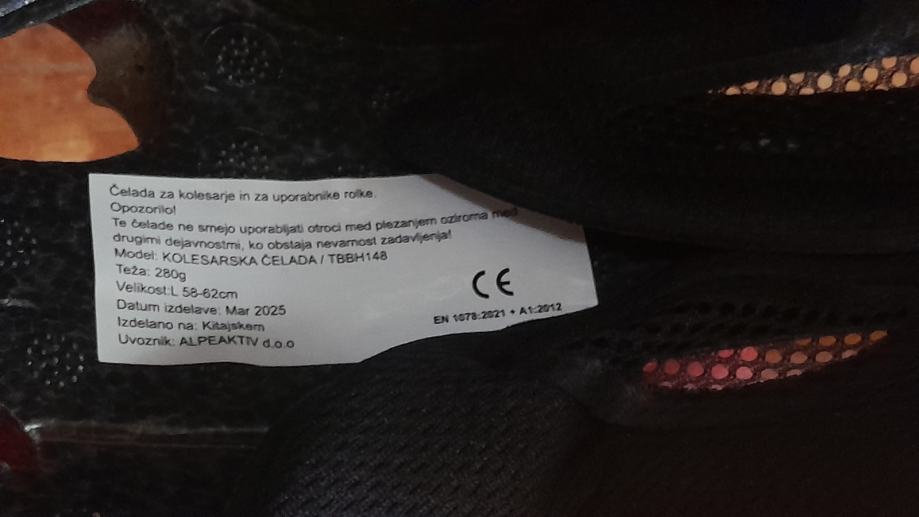 Čelada za kolesarje in za uporabnike rolke.
Opozorilo!
Te čelade ne smejo uporabljati otroci med plezanjem oziroma med
drugimi dejavnostmi, ko obstaja nevarnost zadavljenja!
Model: KOLESARSKA ČELADA / TBBH148
Teža: 280g
Velikost:L 58-62cm
Datum izdelave: Mar 2025
Izdelano na: Kitajskem
Uvoznik: ALPEAKTIV d.o.o
CE
EN 1078:2021 + A1:2012